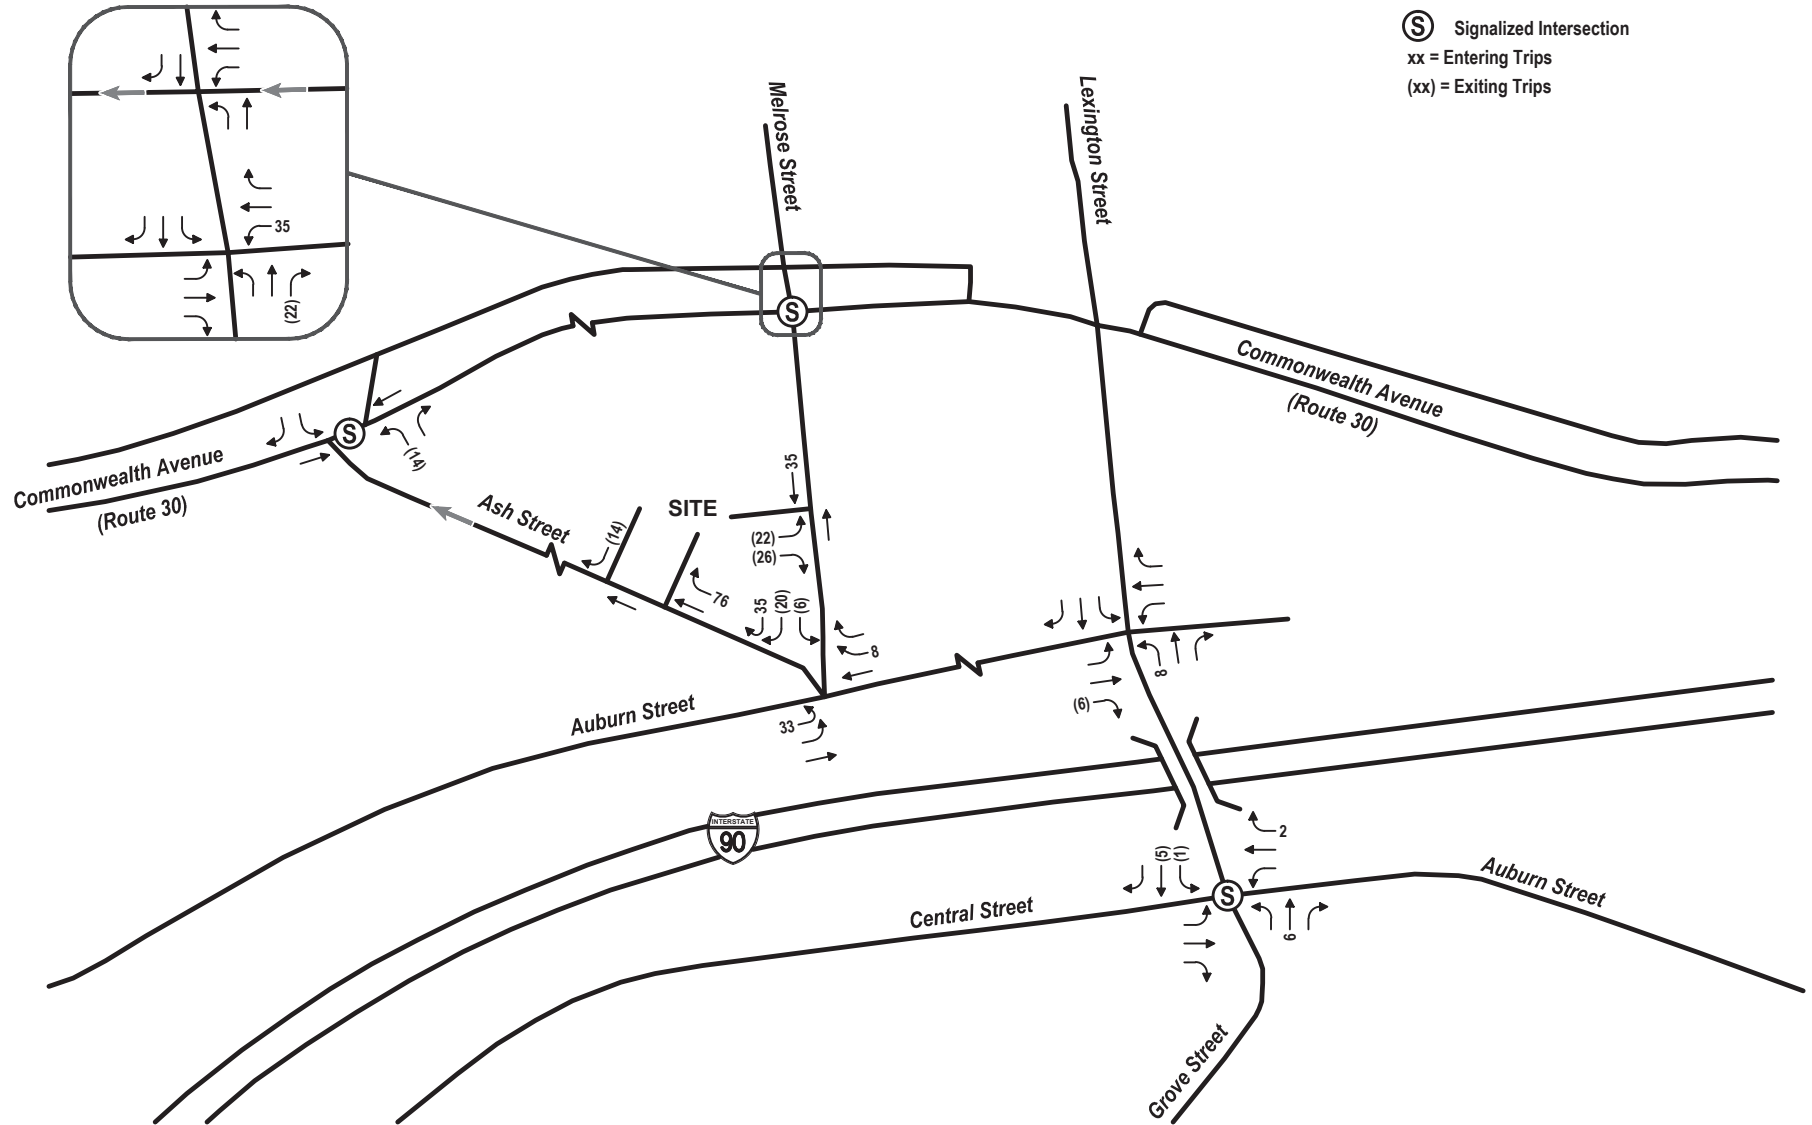 S Signalized Intersection
xx = Entering Trips
(xx) = Exiting Trips
Melrose Street
Lexington Street
35
(22)
S
Commonwealth Avenue
(Route 30)
S
(14)
Commonwealth Avenue
(Route 30)
35
Ash Street
SITE
(14)
(22)
(26)
76
35
(20)
(6)
8
8
(6)
33
Auburn Street
INTERSTATE
90
2
(5)
(1)
S
6
Central Street
Auburn Street
Grove Street